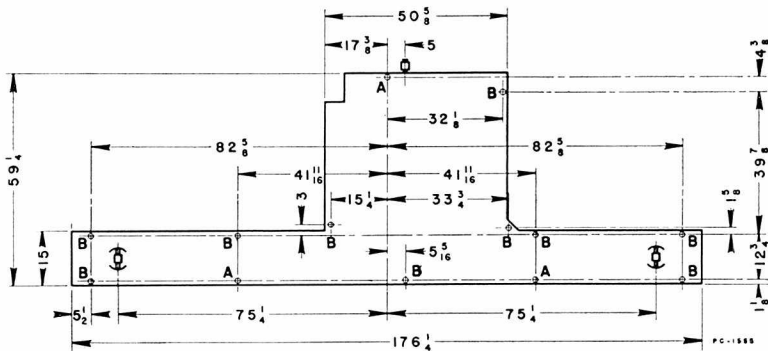 50 5/8
17 3/8
5
4 3/8
A
B
32 1/8
82 5/8
82 5/8
59 1/4
39 7/8
41 11/16
41 11/16
3
15 1/4
33 3/4
1 5/8
B
B
B
B
B
B
15
5 5/16
12 3/4
B
A
B
A
B
1 1/8
5 1/2
75 1/4
75 1/4
176 1/4
PC-1555